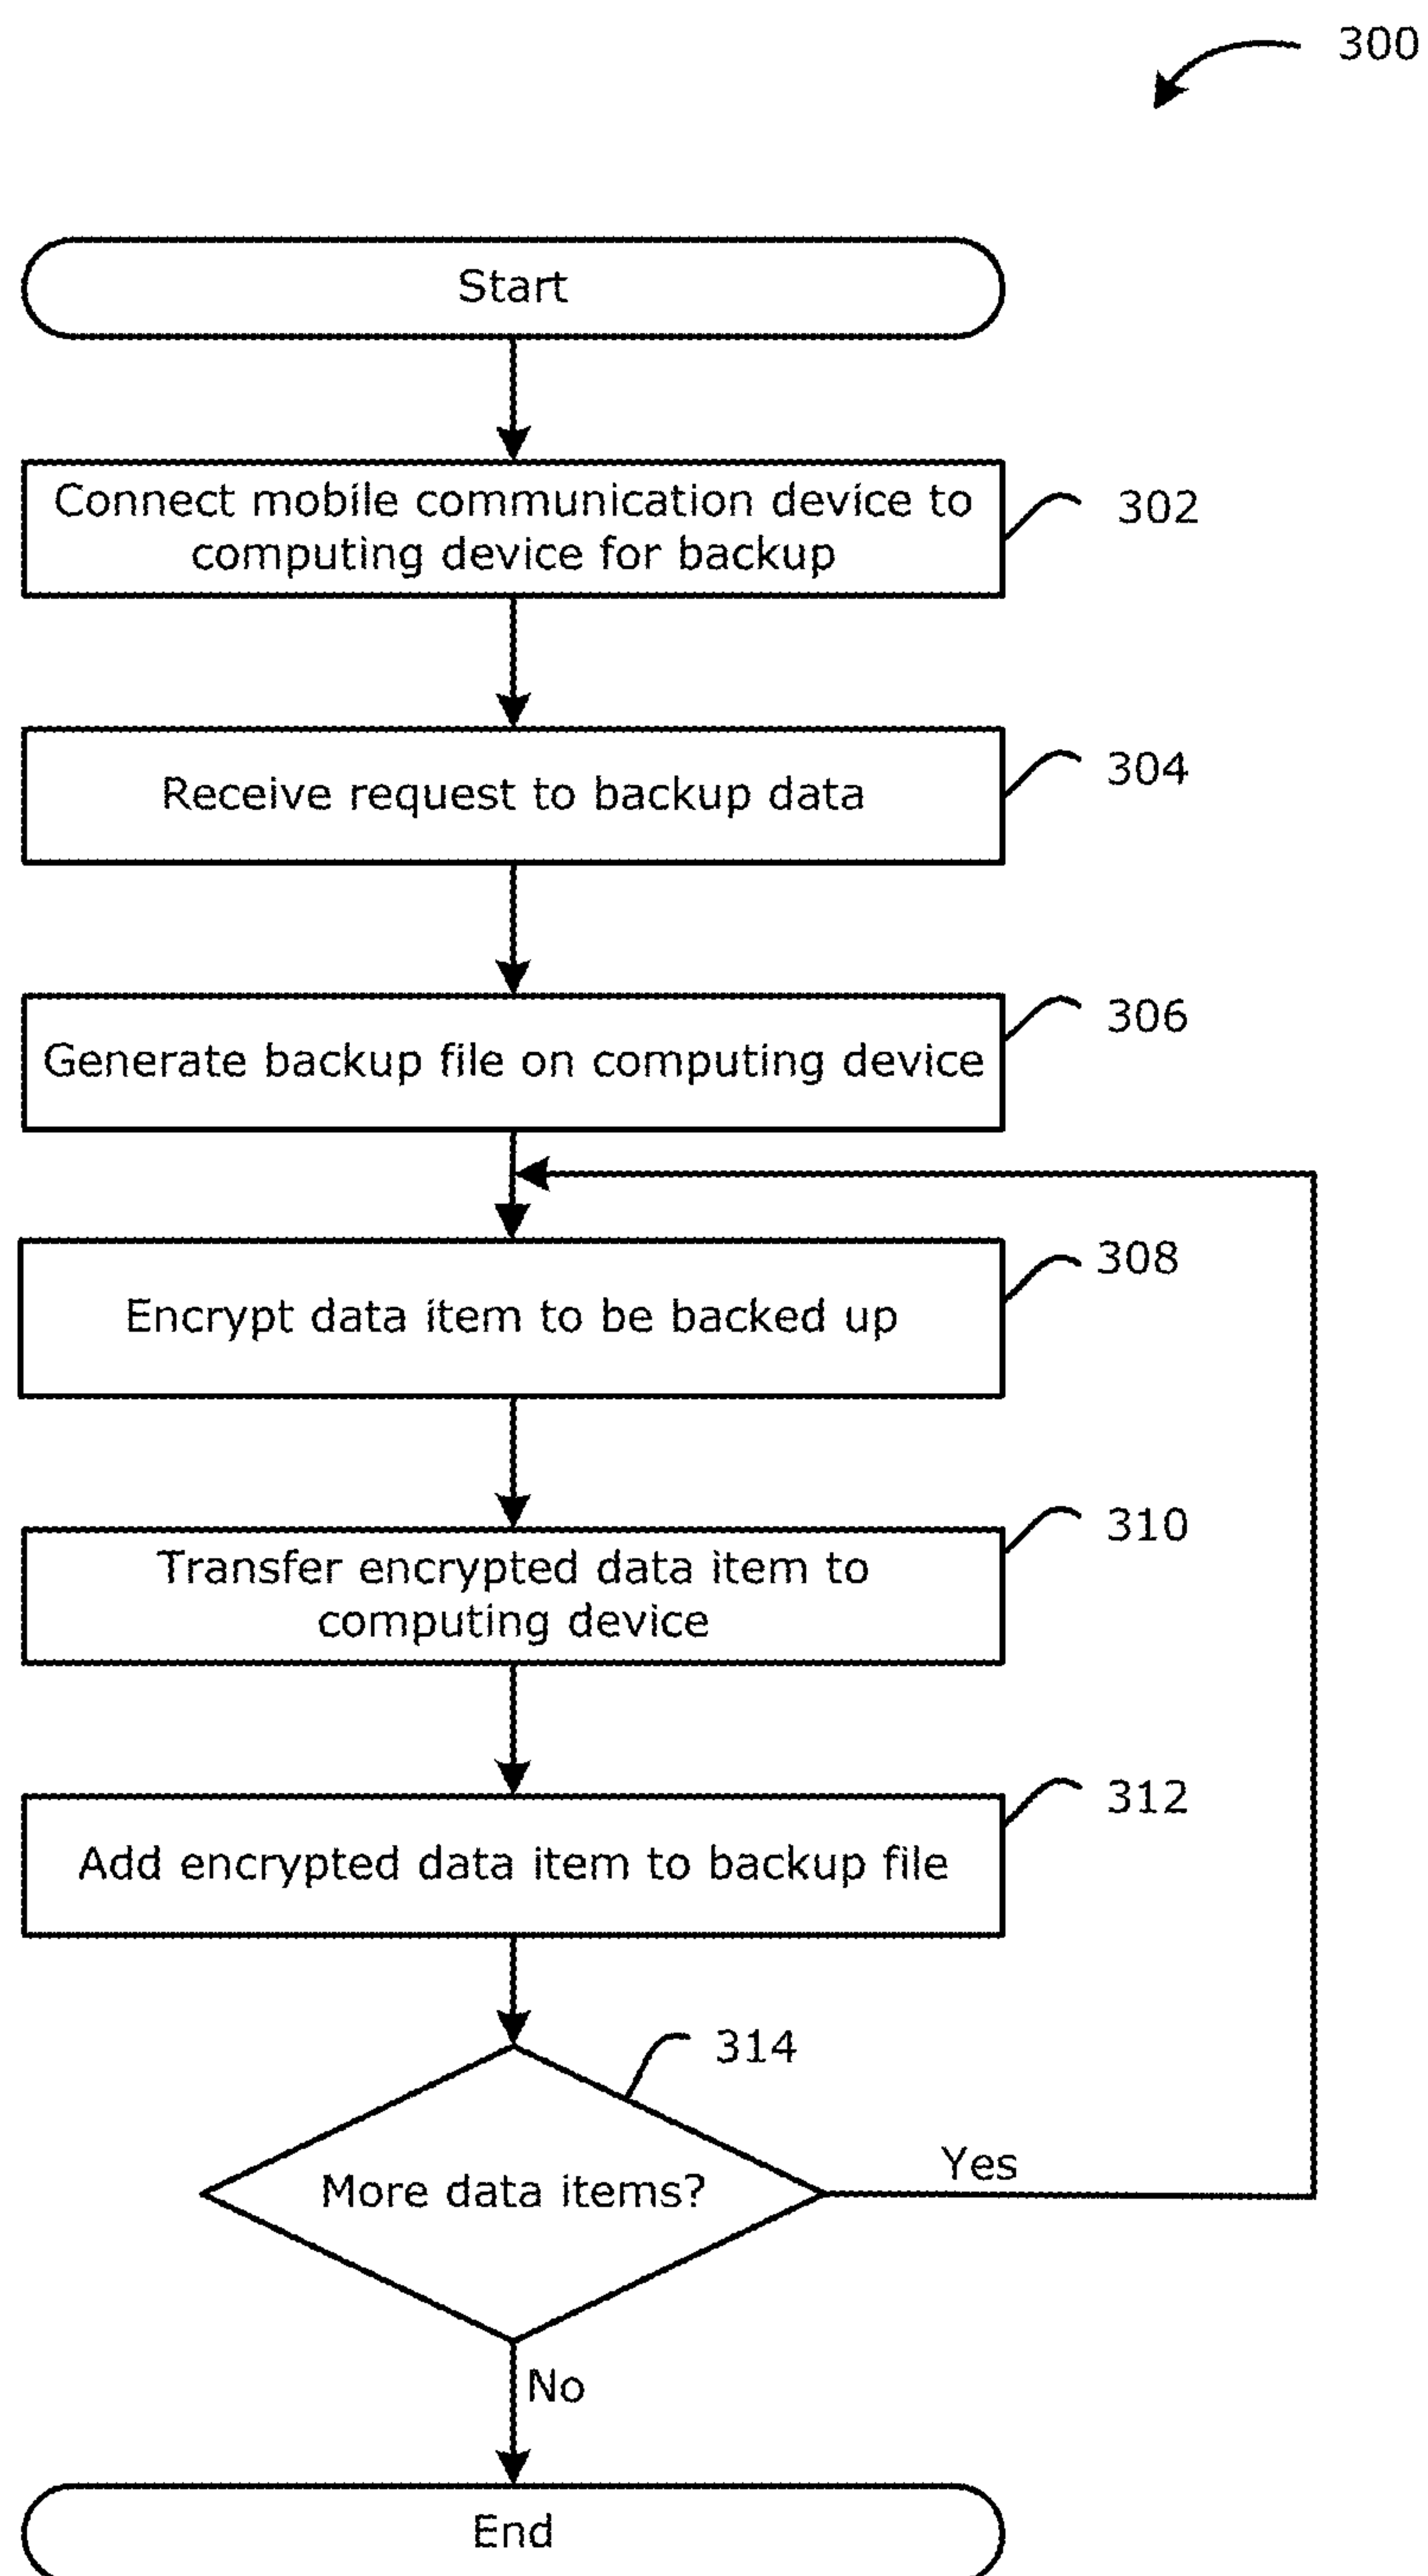 300
Start
Connect mobile communication device to
computing device for backup
302
Receive request to backup data
304
Generate backup file on computing device
306
Encrypt data item to be backed up
308
Transfer encrypted data item to
computing device
310
Add encrypted data item to backup file
312
314
More data items?
Yes
No
End